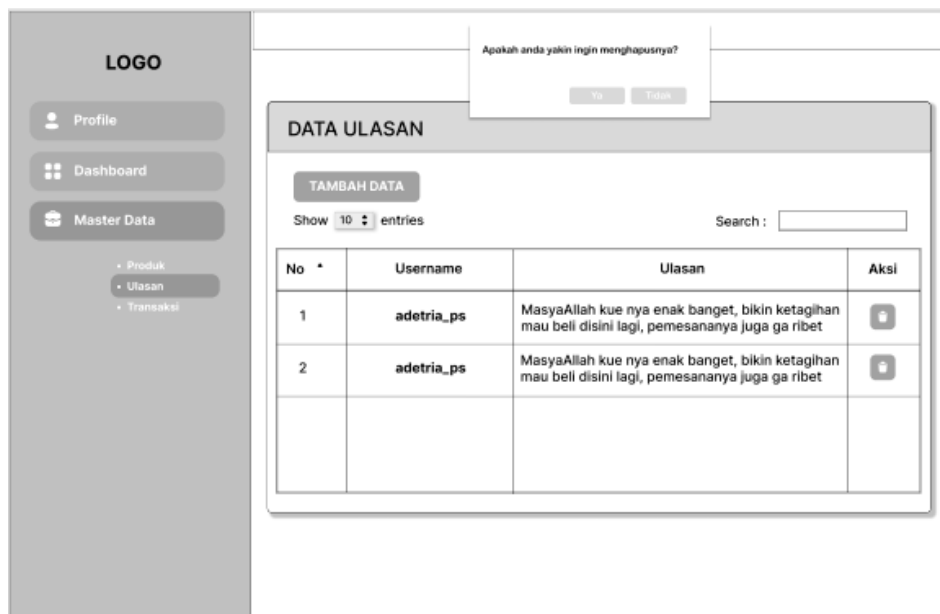 LOGO
Profile
Dashboard
Master Data
• Produk
• Ulasan
• Transaksi
Apakah anda yakin ingin menghapusnya?
Ya Tidak
DATA ULASAN
TAMBAH DATA
Show 10 entries
Search :
No Username Ulasan Aksi
1 adetria_ps MasyaAllah kue nya enak banget, bikin ketagihan
mau beli disini lagi, pemesananya juga ga ribet
2 adetria_ps MasyaAllah kue nya enak banget, bikin ketagihan
mau beli disini lagi, pemesananya juga ga ribet